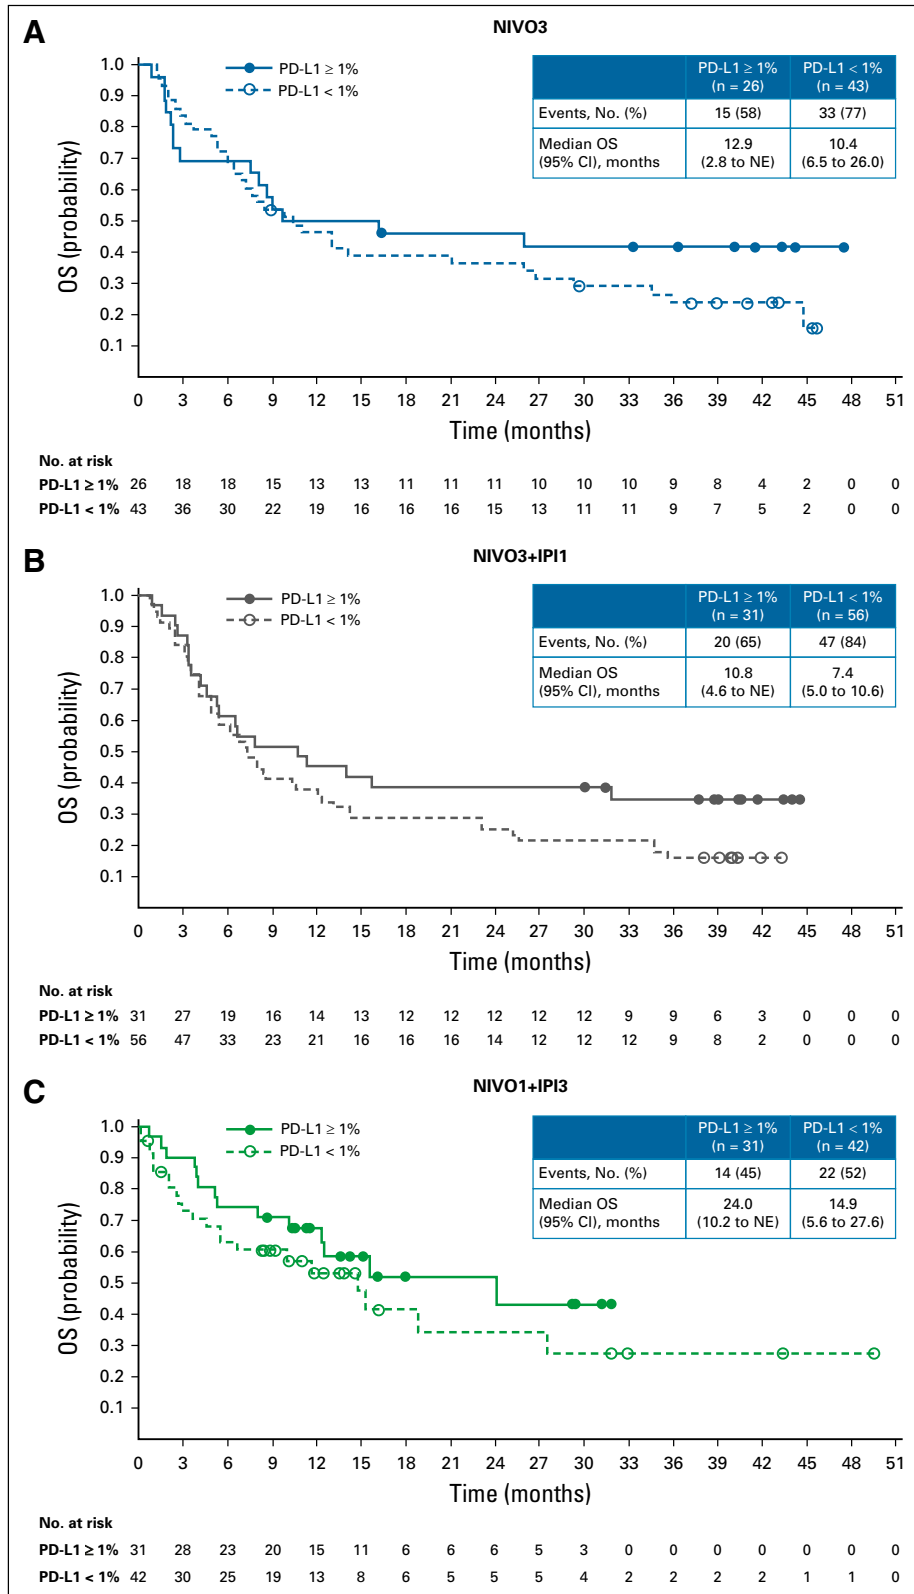 A
NIVO3
PD-L1 ≥ 1%
PD-L1 < 1%
PD-L1 ≥ 1% (n = 26)
PD-L1 < 1% (n = 43)
Events, No. (%) 15 (58) 33 (77)
Median OS (95% CI), months 12.9 (2.8 to NE) 10.4 (6.5 to 26.0)
OS (probability)
1.0
0.9
0.8
0.7
0.6
0.5
0.4
0.3
0.2
0.1
0 3 6 9 12 15 18 21 24 27 30 33 36 39 42 45 48 51
Time (months)
No. at risk
PD-L1 ≥ 1% 26 18 18 15 13 13 11 11 11 10 10 10 9 8 4 2 0 0
PD-L1 < 1% 43 36 30 22 19 16 16 16 15 13 11 11 9 7 5 2 0 0
B
NIVO3+IPI1
PD-L1 ≥ 1%
PD-L1 < 1%
PD-L1 ≥ 1% (n = 31)
PD-L1 < 1% (n = 56)
Events, No. (%) 20 (65) 47 (84)
Median OS (95% CI), months 10.8 (4.6 to NE) 7.4 (5.0 to 10.6)
OS (probability)
1.0
0.9
0.8
0.7
0.6
0.5
0.4
0.3
0.2
0.1
0 3 6 9 12 15 18 21 24 27 30 33 36 39 42 45 48 51
Time (months)
No. at risk
PD-L1 ≥ 1% 31 27 19 16 14 13 12 12 12 12 12 9 9 6 3 0 0 0
PD-L1 < 1% 56 47 33 23 21 16 16 16 14 12 12 12 9 8 2 0 0 0
C
NIVO1+IPI3
PD-L1 ≥ 1%
PD-L1 < 1%
PD-L1 ≥ 1% (n = 31)
PD-L1 < 1% (n = 42)
Events, No. (%) 14 (45) 22 (52)
Median OS (95% CI), months 24.0 (10.2 to NE) 14.9 (5.6 to 27.6)
OS (probability)
1.0
0.9
0.8
0.7
0.6
0.5
0.4
0.3
0.2
0.1
0 3 6 9 12 15 18 21 24 27 30 33 36 39 42 45 48 51
Time (months)
No. at risk
PD-L1 ≥ 1% 31 28 23 20 15 11 6 6 6 5 3 0 0 0 0 0 0 0
PD-L1 < 1% 42 30 25 19 13 8 6 5 5 5 4 2 2 2 2 1 1 0